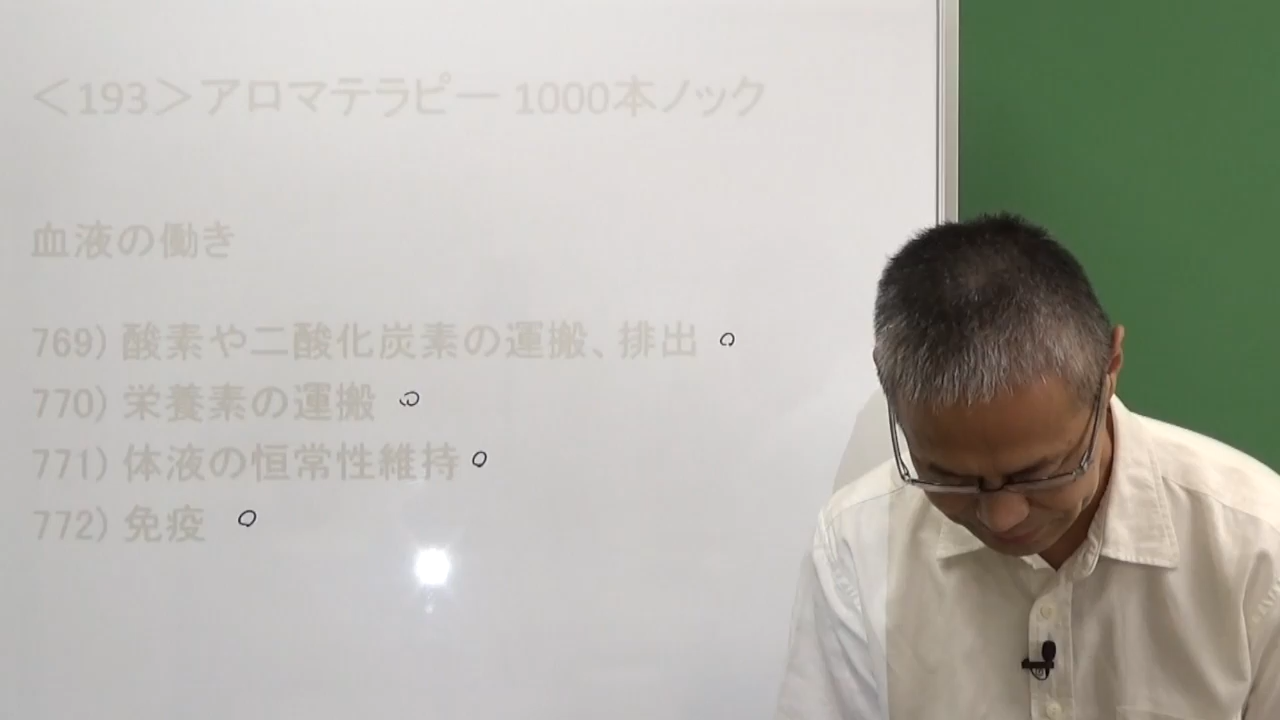 ＜193＞アロマテラピー 1000本ノック
血液の働き
769) 酸素や二酸化炭素の運搬、排出 ○
770) 栄養素の運搬 ○
771) 体液の恒常性維持 ○
772) 免疫 ○